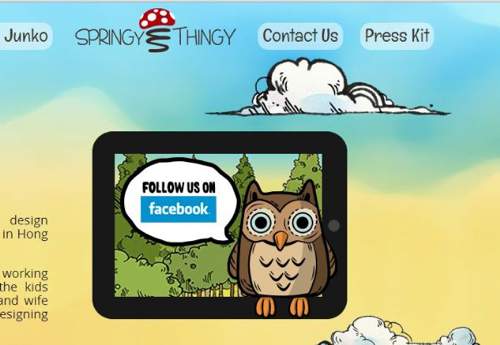 Junko
SPRINGY THINGY
Contact Us
Press Kit
FOLLOW US ON
facebook
design
in Hong
working
the kids
and wife
esigning